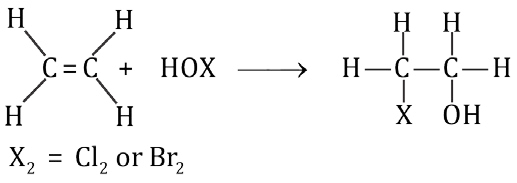 H H H H
C = C + HOX ⟶ H—C—C—H
H H X OH
X₂ = Cl₂ or Br₂